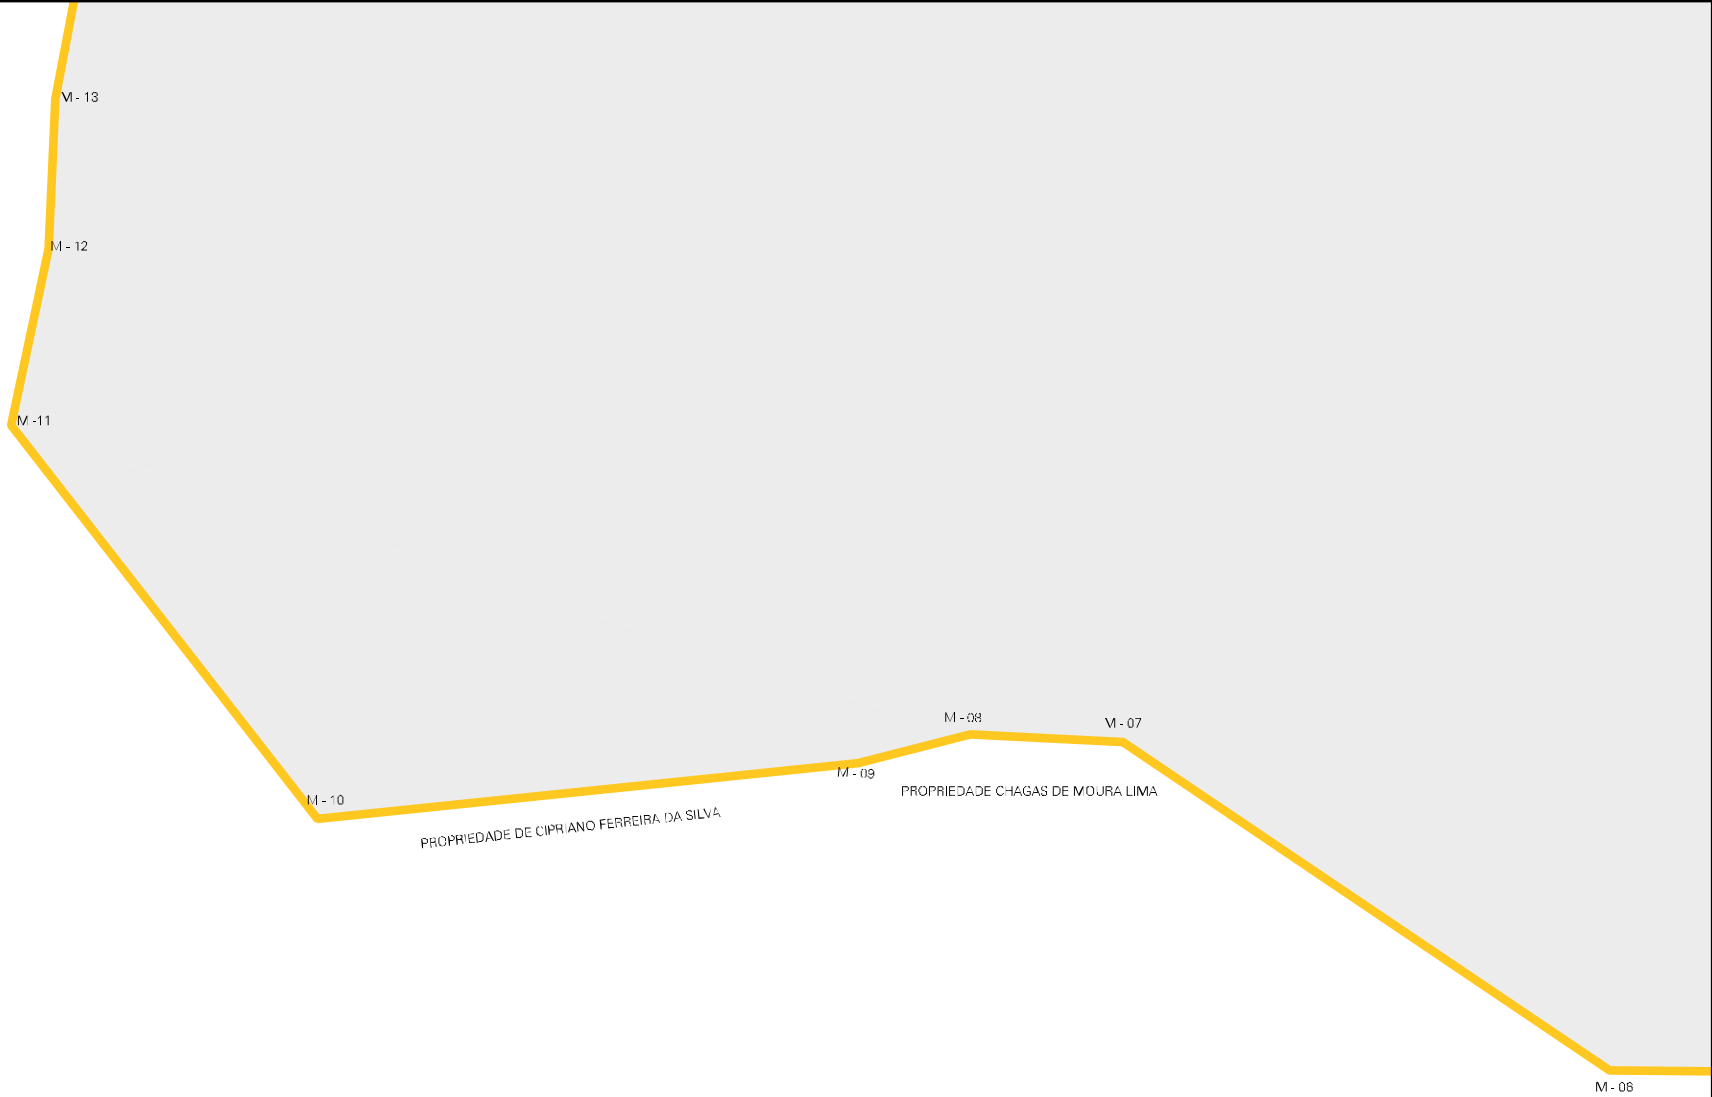 M - 13
M - 12
M -11
M - 08
M - 07
M - 09
PROPRIEDADE CHAGAS DE MOURA LIMA
M - 10
PROPRIEDADE DE CIPRIANO FERREIRA DA SILVA
M - 06